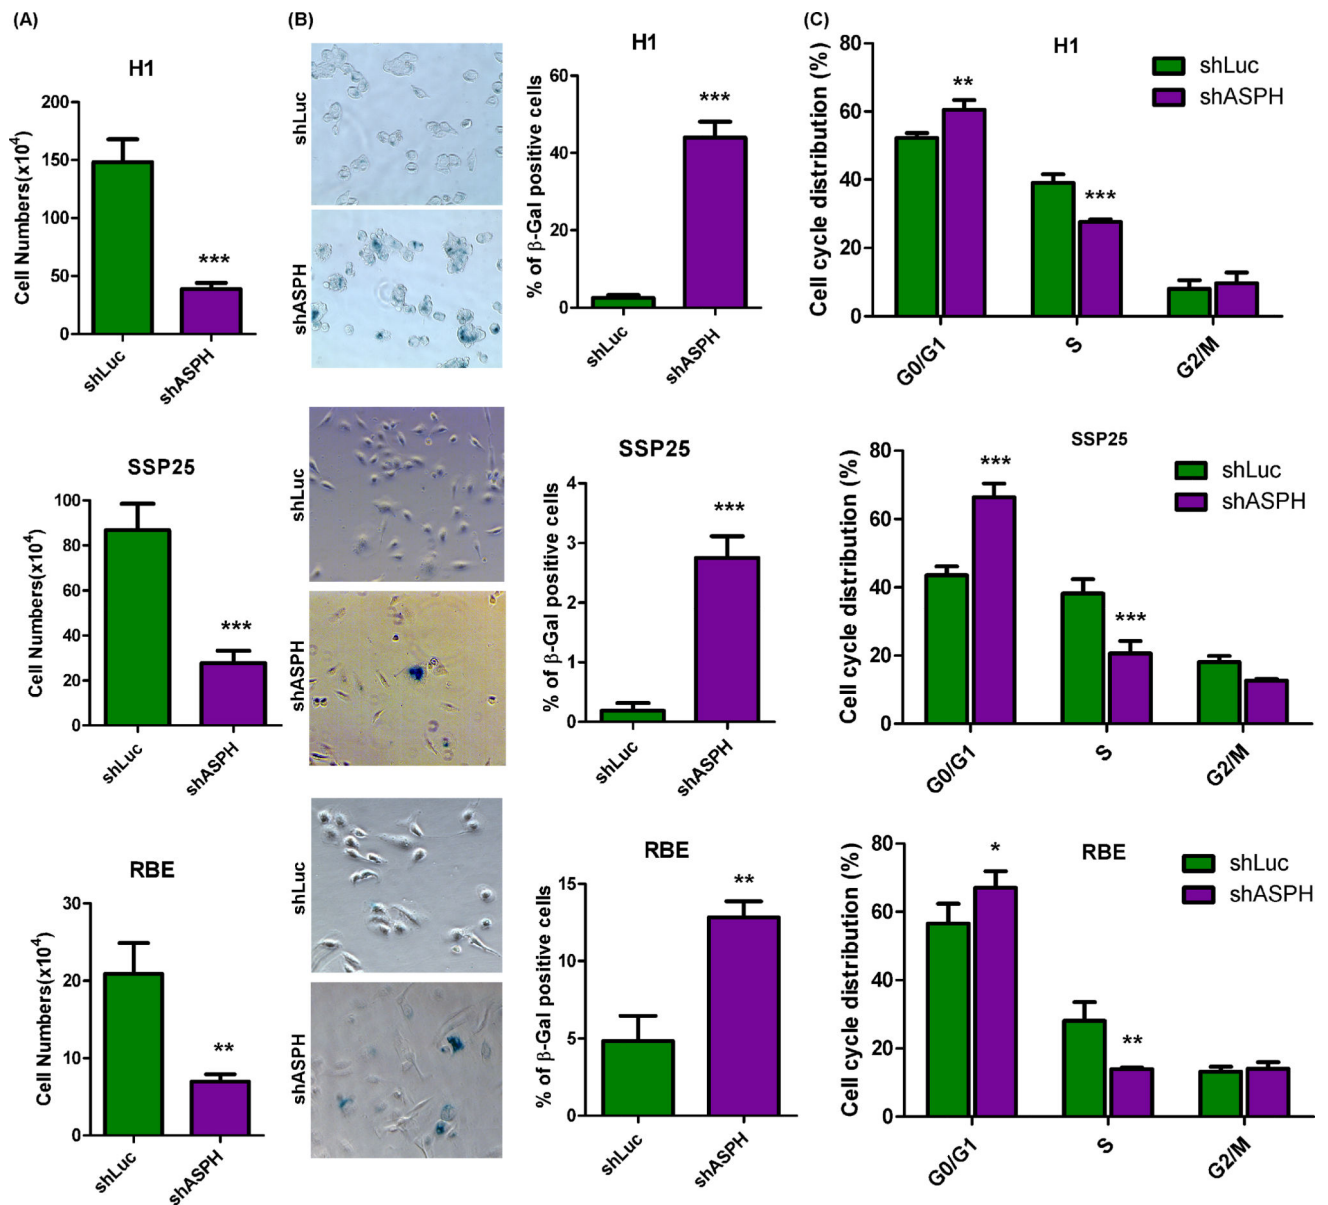 (A)
(B)
(C)
H1
Cell Numbers(x10⁴)
200
150
100
50
0
***
shLuc
shASPH
shLuc
shASPH
H1
% of β-Gal positive cells
60
40
20
0
***
shLuc
shASPH
H1
Cell cycle distribution (%)
80
60
40
20
0
**
***
shLuc
shASPH
G0/G1
S
G2/M
SSP25
Cell Numbers(x10⁴)
100
80
60
40
20
0
***
shLuc
shASPH
shLuc
shASPH
SSP25
% of β-Gal positive cells
4
3
2
1
0
***
shLuc
shASPH
SSP25
Cell cycle distribution (%)
80
60
40
20
0
***
***
shLuc
shASPH
G0/G1
S
G2/M
RBE
Cell Numbers(x10⁴)
30
20
10
0
**
shLuc
shASPH
shLuc
shASPH
RBE
% of β-Gal positive cells
15
10
5
0
**
shLuc
shASPH
RBE
Cell cycle distribution (%)
80
60
40
20
0
*
**
shLuc
shASPH
G0/G1
S
G2/M